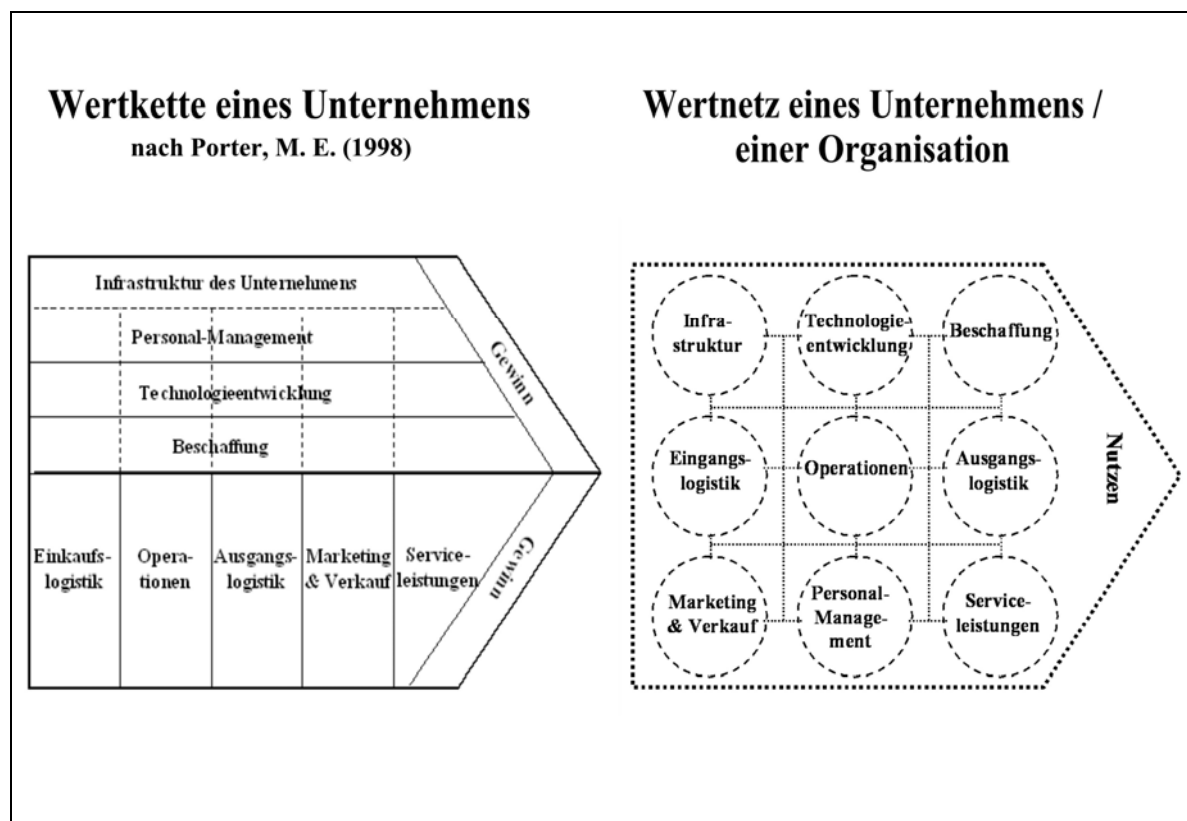 Wertkette eines Unternehmens
nach Porter, M. E. (1998)
Infrastruktur des Unternehmens
Personal-Management
Technologieentwicklung
Beschaffung
Gewinn
Einkaufs-
logistik
Opera-
tionen
Ausgangs-
logistik
Marketing
& Verkauf
Service-
leistungen
Gewinn
Wertnetz eines Unternehmens /
einer Organisation
Infra-
struktur
Technologie-
entwicklung
Beschaffung
Eingangs-
logistik
Operationen
Ausgangs-
logistik
Marketing
& Verkauf
Personal-
Manage-
ment
Service-
leistungen
Nutzen